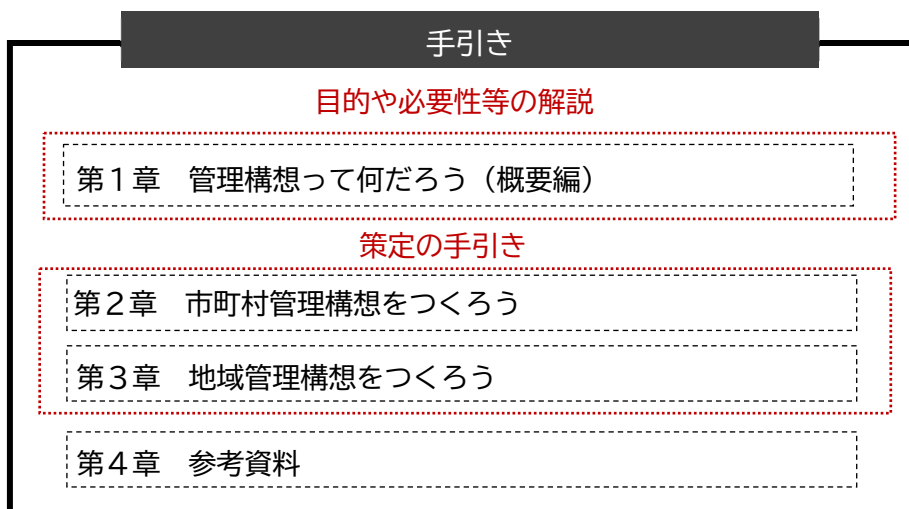 手引き
目的や必要性等の解説
第１章　管理構想って何だろう（概要編）
策定の手引き
第２章　市町村管理構想をつくろう
第３章　地域管理構想をつくろう
第４章　参考資料